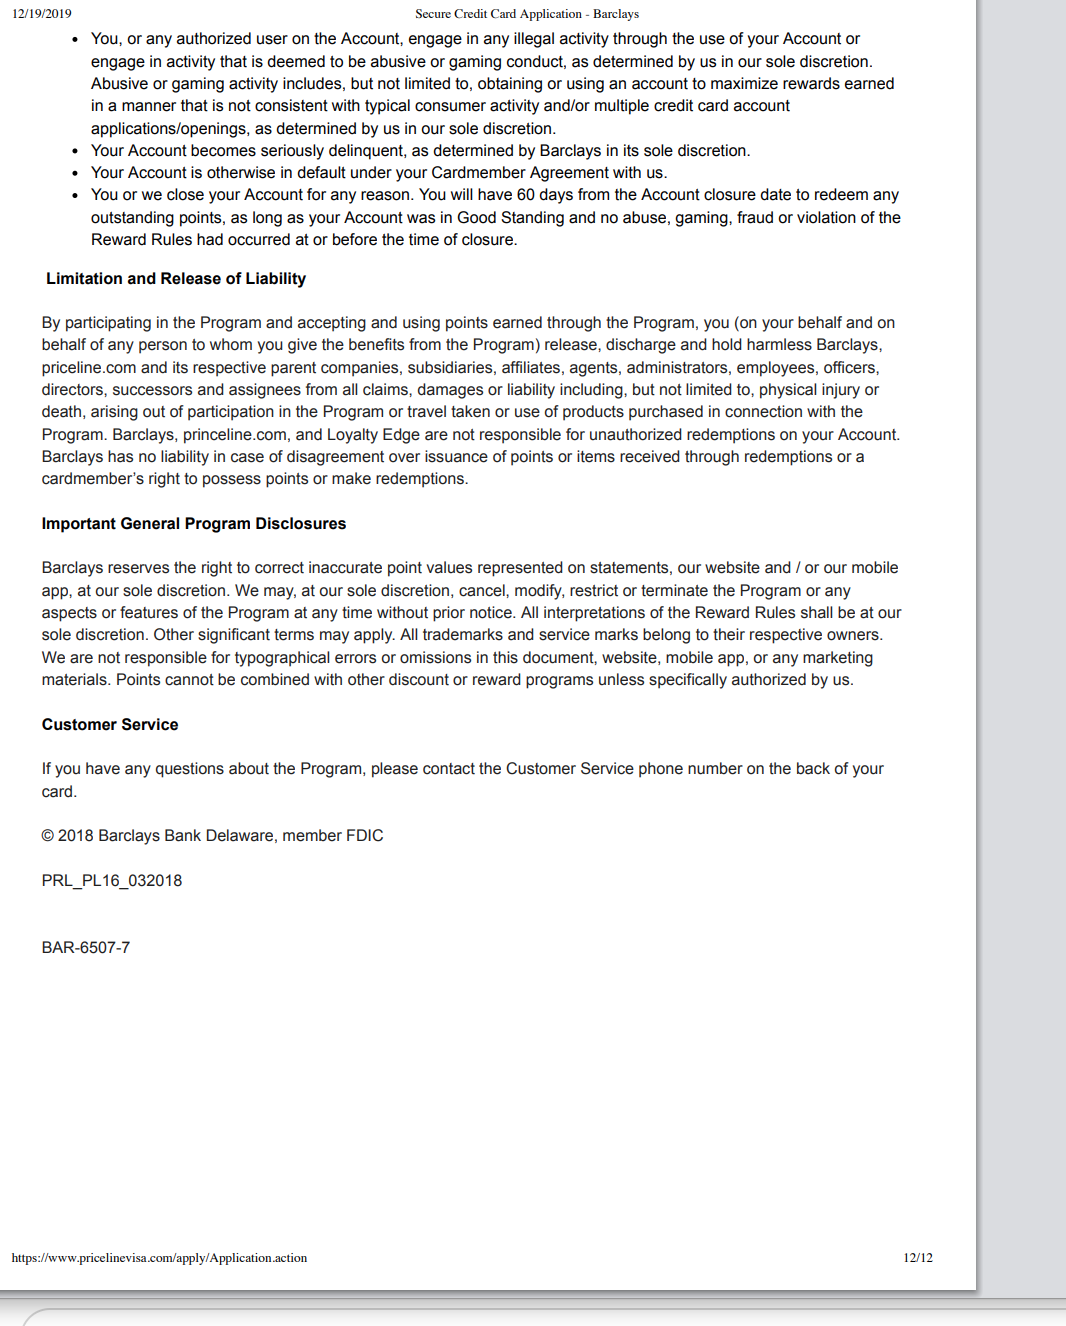 12/19/2019 Secure Credit Card Application - Barclays
• You, or any authorized user on the Account, engage in any illegal activity through the use of your Account or
engage in activity that is deemed to be abusive or gaming conduct, as determined by us in our sole discretion.
Abusive or gaming activity includes, but not limited to, obtaining or using an account to maximize rewards earned
in a manner that is not consistent with typical consumer activity and/or multiple credit card account
applications/openings, as determined by us in our sole discretion.
• Your Account becomes seriously delinquent, as determined by Barclays in its sole discretion.
• Your Account is otherwise in default under your Cardmember Agreement with us.
• You or we close your Account for any reason. You will have 60 days from the Account closure date to redeem any
outstanding points, as long as your Account was in Good Standing and no abuse, gaming, fraud or violation of the
Reward Rules had occurred at or before the time of closure.
Limitation and Release of Liability
By participating in the Program and accepting and using points earned through the Program, you (on your behalf and on
behalf of any person to whom you give the benefits from the Program) release, discharge and hold harmless Barclays,
priceline.com and its respective parent companies, subsidiaries, affiliates, agents, administrators, employees, officers,
directors, successors and assignees from all claims, damages or liability including, but not limited to, physical injury or
death, arising out of participation in the Program or travel taken or use of products purchased in connection with the
Program. Barclays, princeline.com, and Loyalty Edge are not responsible for unauthorized redemptions on your Account.
Barclays has no liability in case of disagreement over issuance of points or items received through redemptions or a
cardmember's right to possess points or make redemptions.
Important General Program Disclosures
Barclays reserves the right to correct inaccurate point values represented on statements, our website and / or our mobile
app, at our sole discretion. We may, at our sole discretion, cancel, modify, restrict or terminate the Program or any
aspects or features of the Program at any time without prior notice. All interpretations of the Reward Rules shall be at our
sole discretion. Other significant terms may apply. All trademarks and service marks belong to their respective owners.
We are not responsible for typographical errors or omissions in this document, website, mobile app, or any marketing
materials. Points cannot be combined with other discount or reward programs unless specifically authorized by us.
Customer Service
If you have any questions about the Program, please contact the Customer Service phone number on the back of your
card.
© 2018 Barclays Bank Delaware, member FDIC
PRL_PL16_032018
BAR-6507-7
https://www.pricelinevisa.com/apply/Application.action 12/12